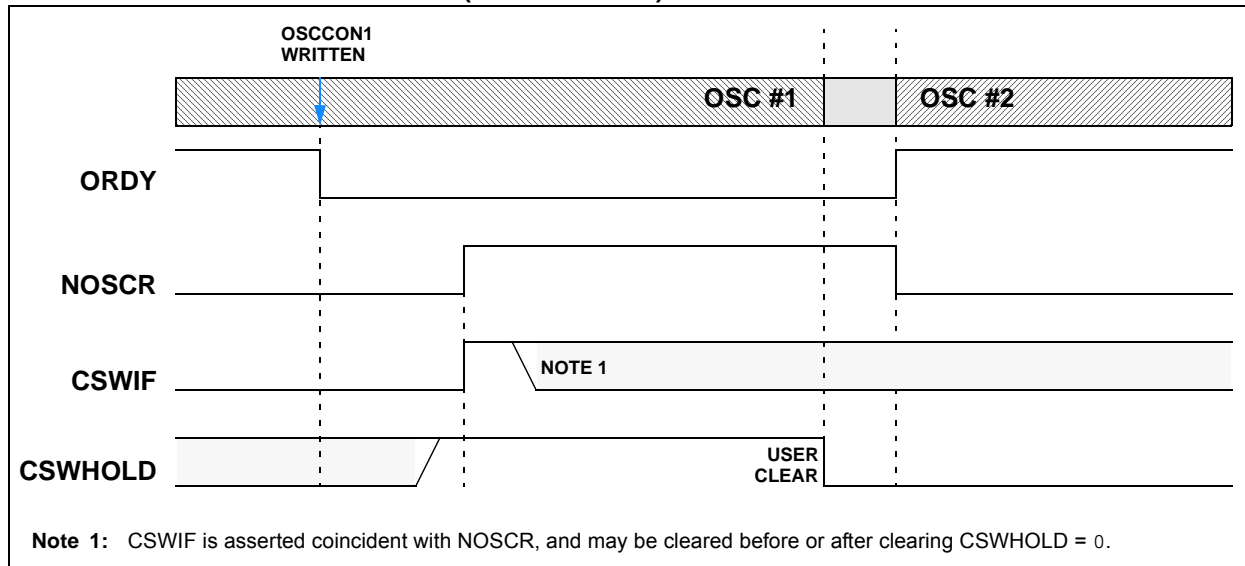 OSCCON1
WRITTEN
OSC #1
OSC #2
ORDY
NOSCR
CSWIF
NOTE 1
CSWHOLD
USER
CLEAR
Note 1: CSWIF is asserted coincident with NOSCR, and may be cleared before or after clearing CSWHOLD = 0.